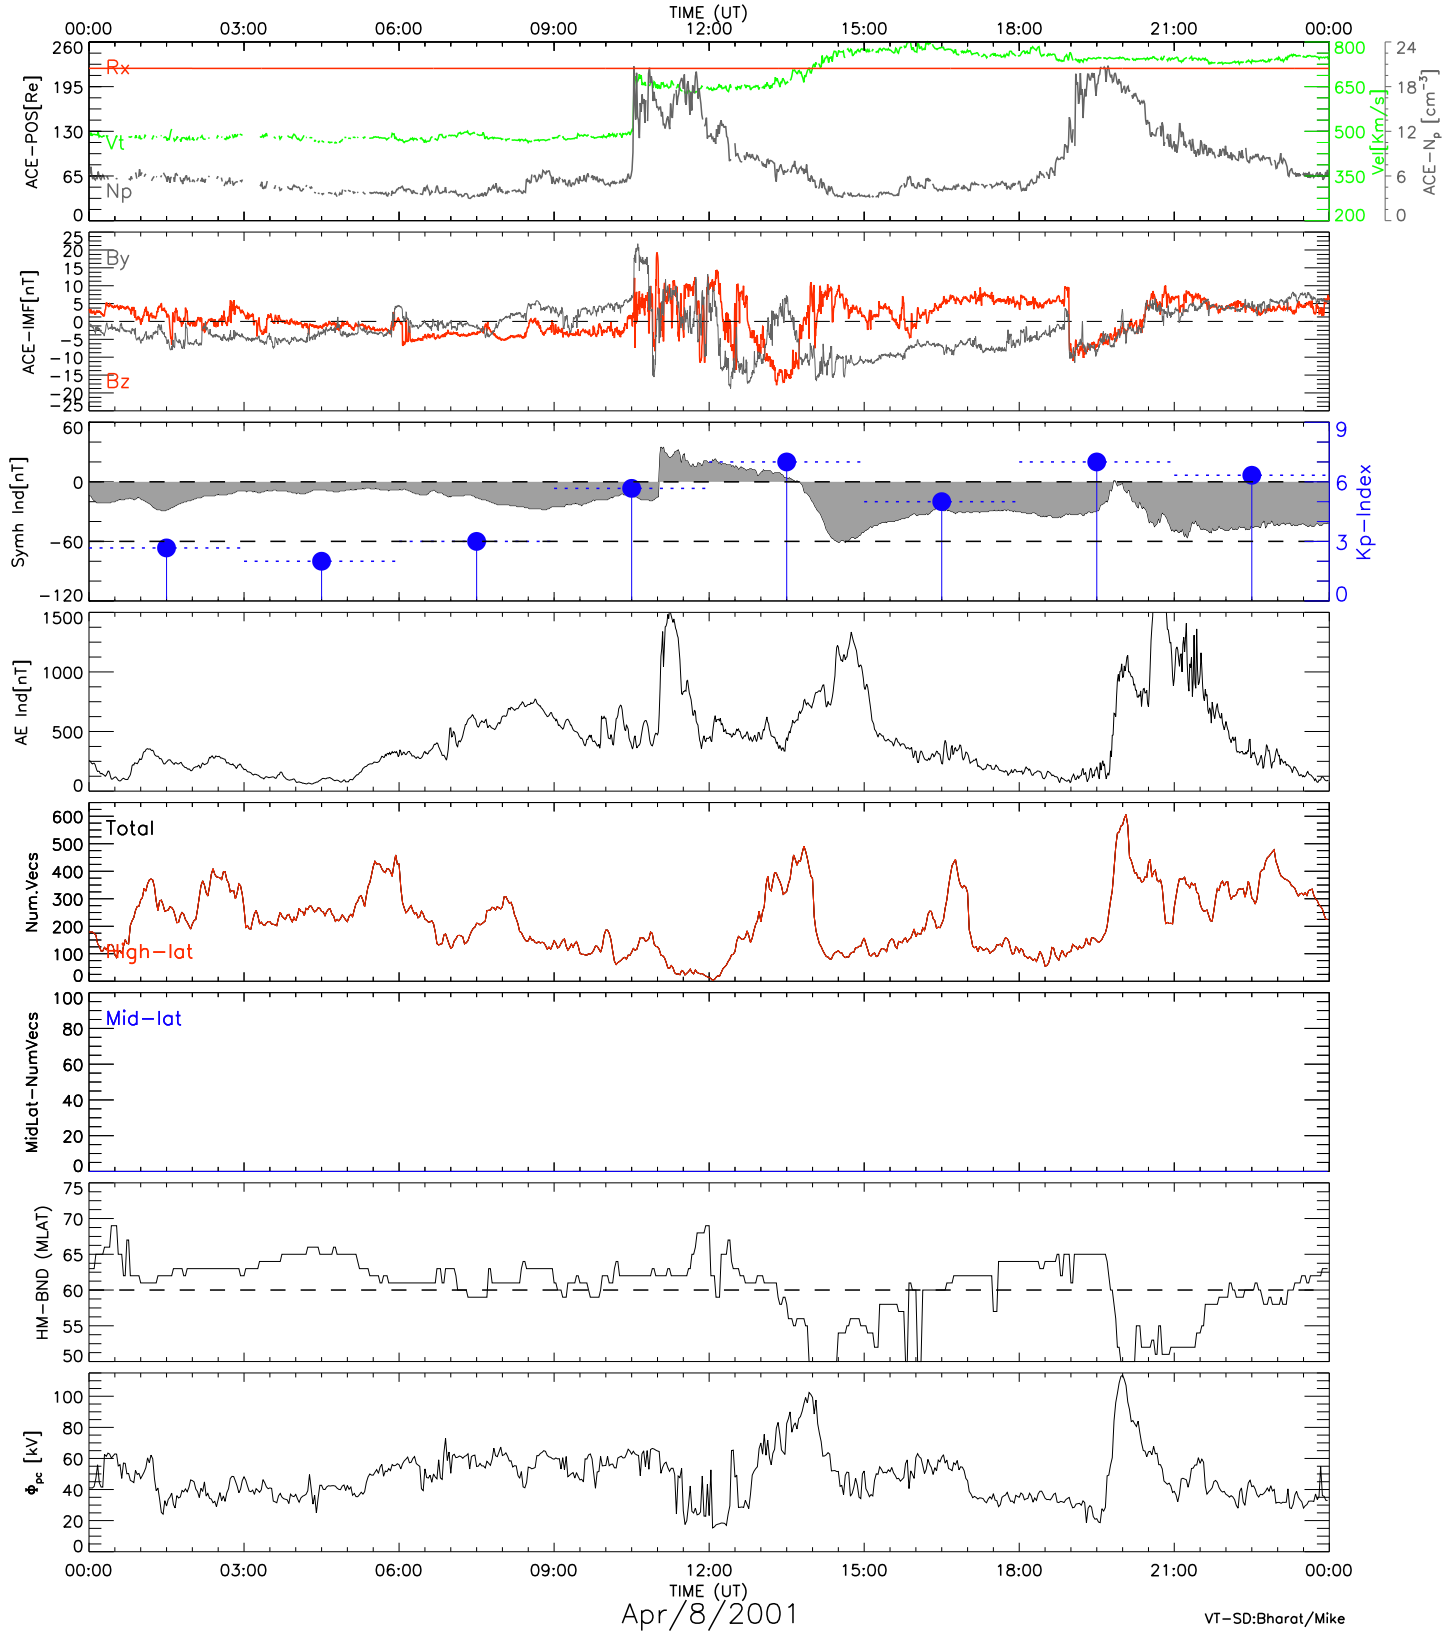 TIME (UT)
00:00 03:00 06:00 09:00 12:00 15:00 18:00 21:00 00:00
260
195
130
65
0
ACE-POS[Re]
Rx
Vt
Np
800
650
500
350
200
Vel[Km/s]
24
18
12
6
0
ACE-Np [cm-3]
25
20
15
10
5
0
-5
-10
-15
-20
-25
ACE-IMF[nT]
By
Bz
60
0
-60
-120
Symh Ind[nT]
9
6
3
0
Kp-Index
1500
1000
500
0
AE Ind[nT]
600
500
400
300
200
100
0
Num.Vecs
Total
High-lat
100
80
60
40
20
0
MidLat-NumVecs
Mid-lat
75
70
65
60
55
50
HM-BND (MLAT)
100
80
60
40
20
0
Φpc [kV]
00:00 03:00 06:00 09:00 12:00 15:00 18:00 21:00 00:00
TIME (UT)
Apr/8/2001
VT-SD:Bharat/Mike